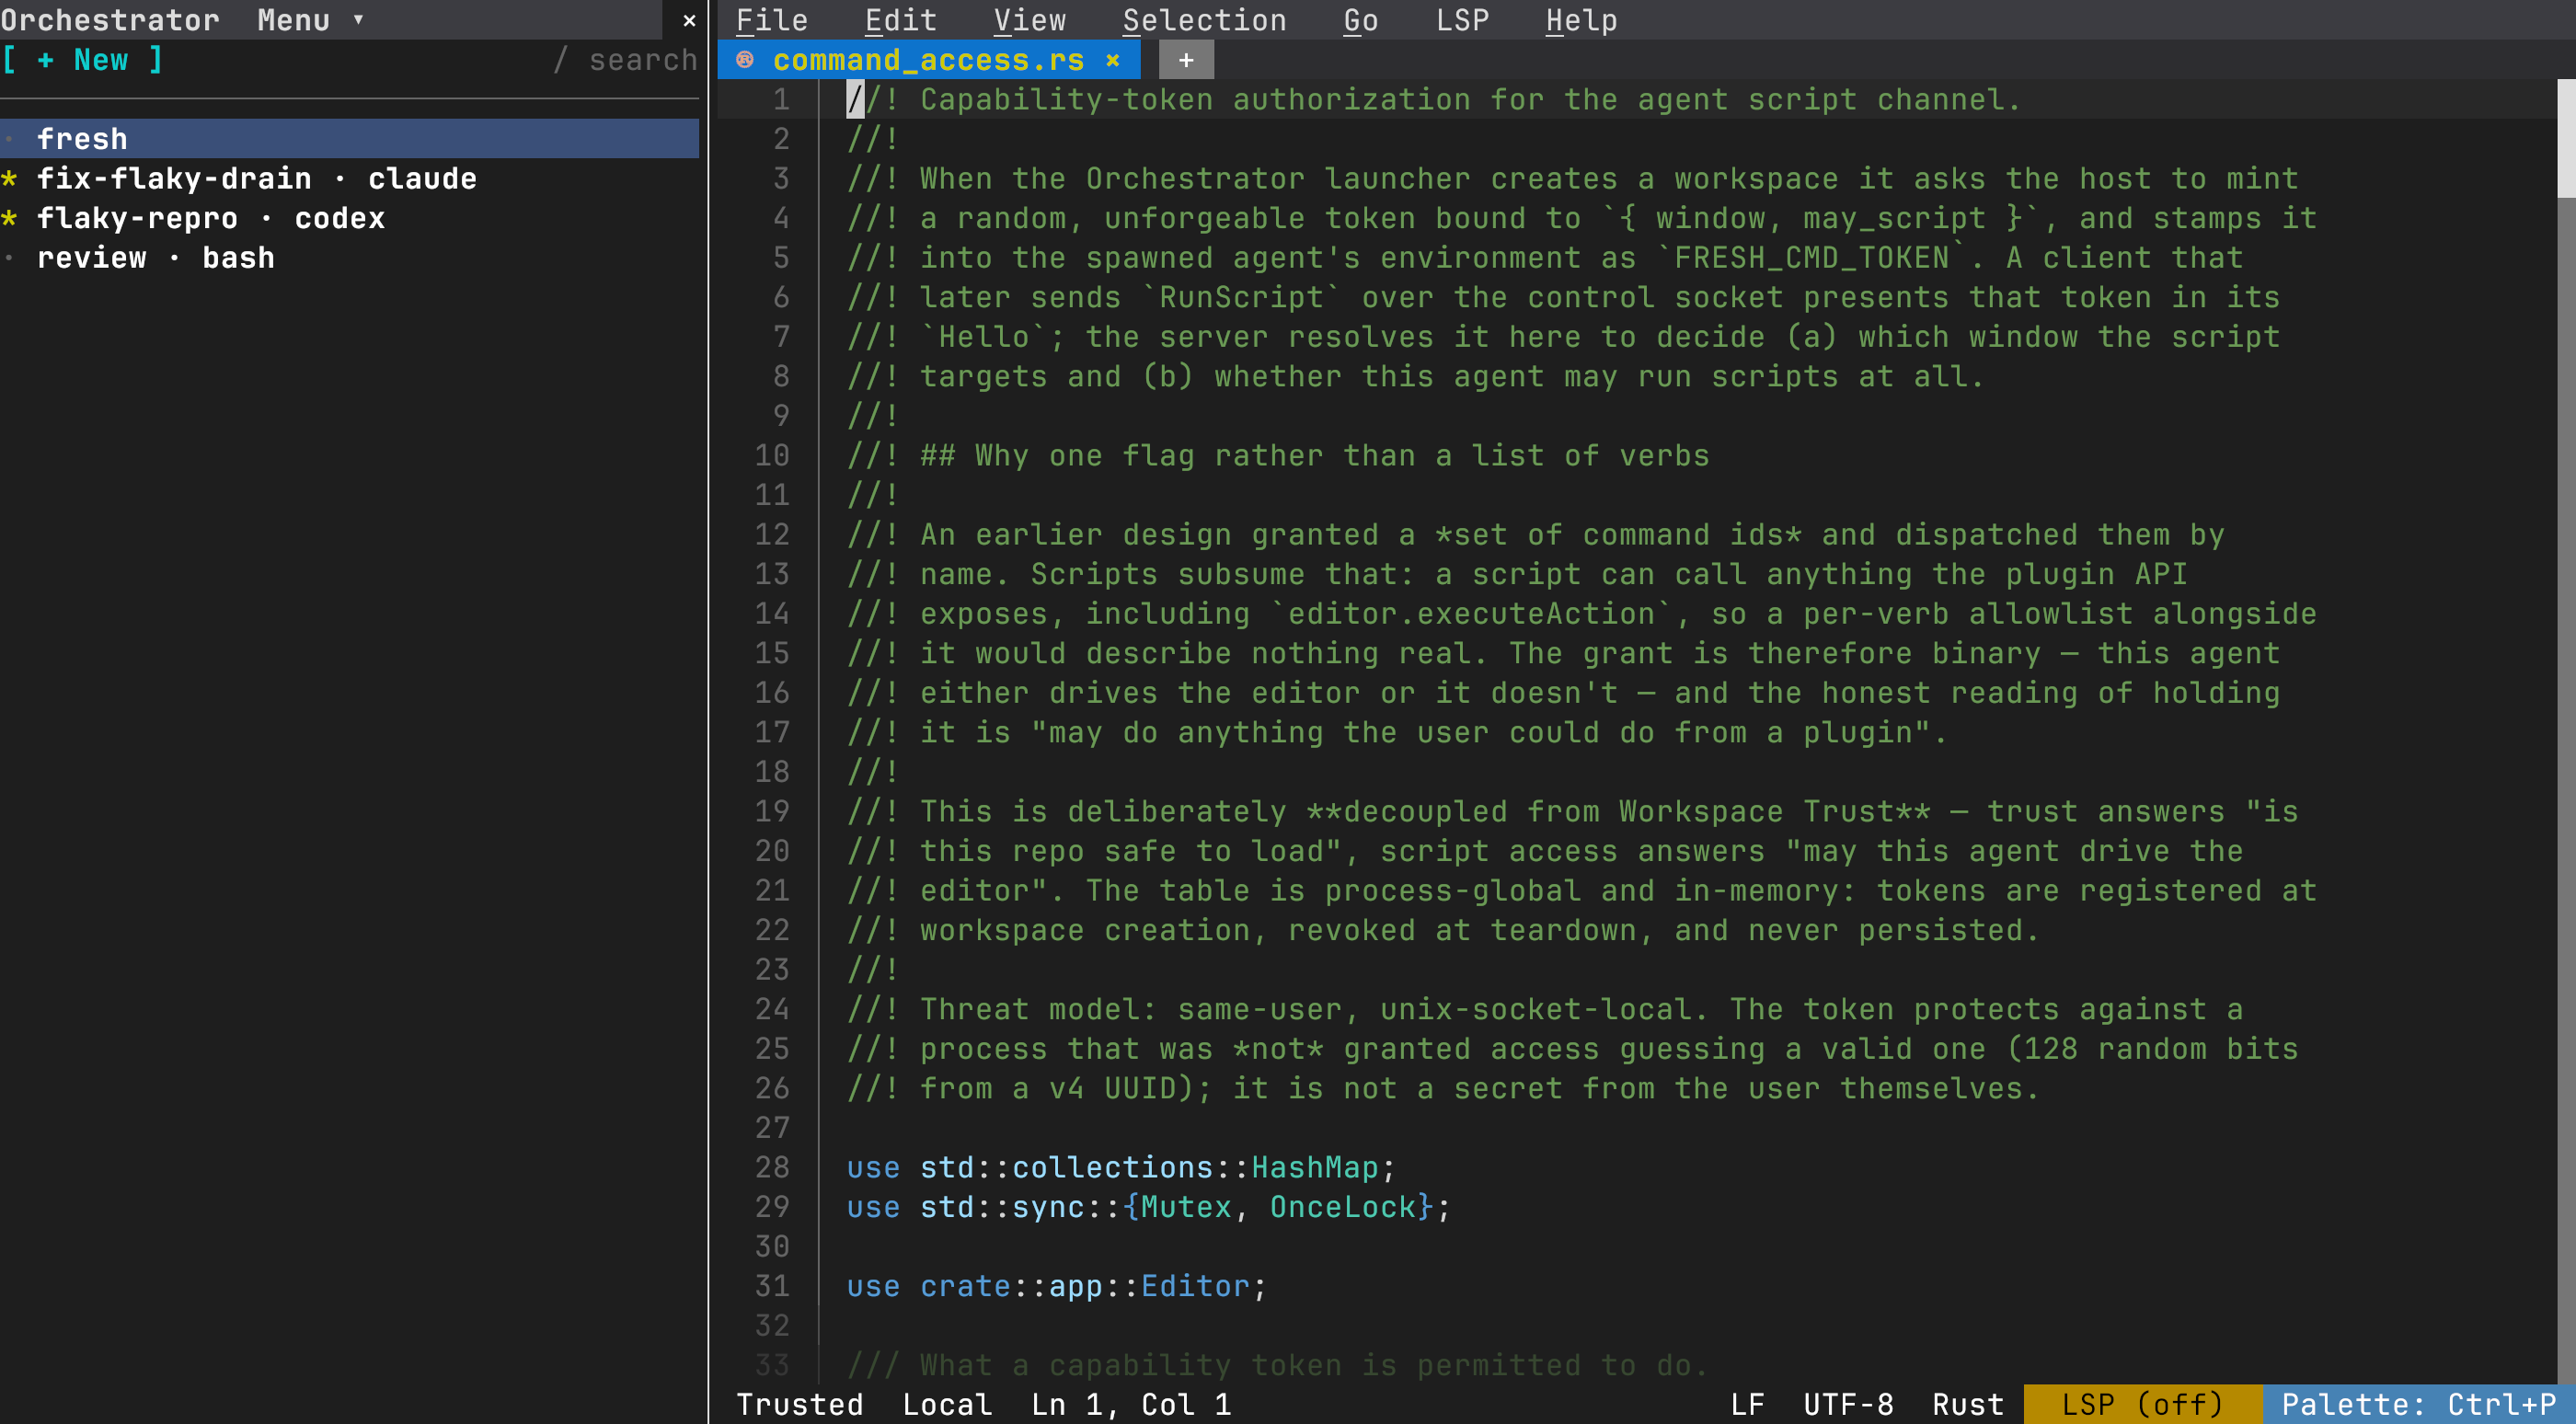 Orchestrator Menu ▾ ×
[ + New ] / search
· fresh
* fix-flaky-drain · claude
* flaky-repro · codex
· review · bash
File Edit View Selection Go LSP Help
command_access.rs × +
1 //! Capability-token authorization for the agent script channel.
2 //!
3 //! When the Orchestrator launcher creates a workspace it asks the host to mint
4 //! a random, unforgeable token bound to `{ window, may_script }`, and stamps it
5 //! into the spawned agent's environment as `FRESH_CMD_TOKEN`. A client that
6 //! later sends `RunScript` over the control socket presents that token in its
7 //! `Hello`; the server resolves it here to decide (a) which window the script
8 //! targets and (b) whether this agent may run scripts at all.
9 //!
10 //! ## Why one flag rather than a list of verbs
11 //!
12 //! An earlier design granted a *set of command ids* and dispatched them by
13 //! name. Scripts subsume that: a script can call anything the plugin API
14 //! exposes, including `editor.executeAction`, so a per-verb allowlist alongside
15 //! it would describe nothing real. The grant is therefore binary — this agent
16 //! either drives the editor or it doesn't — and the honest reading of holding
17 //! it is "may do anything the user could do from a plugin".
18 //!
19 //! This is deliberately **decoupled from Workspace Trust** — trust answers "is
20 //! this repo safe to load", script access answers "may this agent drive the
21 //! editor". The table is process-global and in-memory: tokens are registered at
22 //! workspace creation, revoked at teardown, and never persisted.
23 //!
24 //! Threat model: same-user, unix-socket-local. The token protects against a
25 //! process that was *not* granted access guessing a valid one (128 random bits
26 //! from a v4 UUID); it is not a secret from the user themselves.
27
28 use std::collections::HashMap;
29 use std::sync::{Mutex, OnceLock};
30
31 use crate::app::Editor;
32
33 /// What a capability token is permitted to do.
Trusted Local Ln 1, Col 1 LF UTF-8 Rust LSP (off) Palette: Ctrl+P